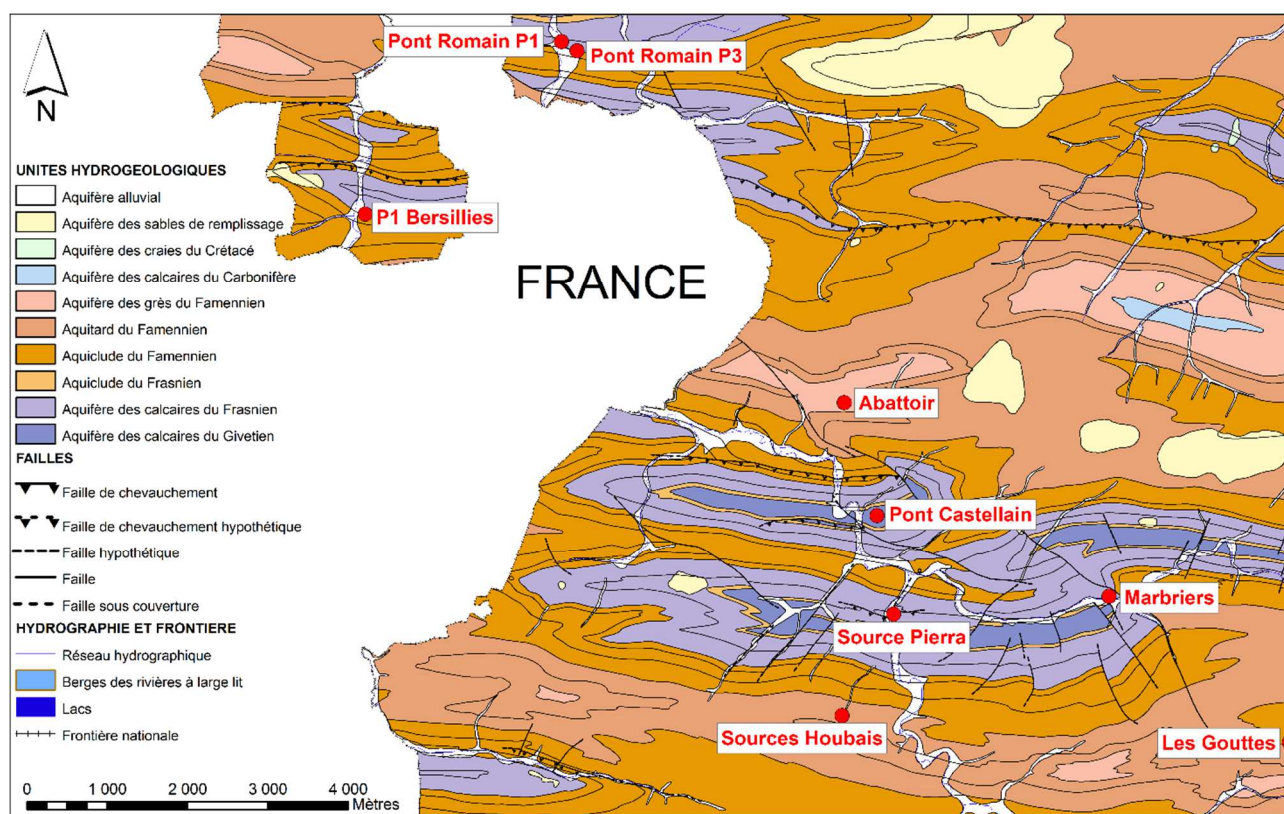 Pont Romain P1
Pont Romain P3
N
UNITES HYDROGEOLOGIQUES
Aquifère alluvial
Aquifère des sables de remplissage
Aquifère des craies du Crétacé
Aquifère des calcaires du Carbonifère
Aquifère des grès du Famennien
Aquitard du Famennien
Aquiclude du Famennien
Aquiclude du Frasnien
Aquifère des calcaires du Frasnien
Aquifère des calcaires du Givetien
FAILLES
Faille de chevauchement
Faille de chevauchement hypothétique
Faille hypothétique
Faille
Faille sous couverture
HYDROGRAPHIE ET FRONTIERE
Réseau hydrographique
Berges des rivières à large lit
Lacs
Frontière nationale
0 1 000 2 000 3 000 4 000
Mètres
P1 Bersillies
FRANCE
Abattoir
Pont Castellain
Marbriers
Source Pierra
Sources Houbais
Les Gouttes